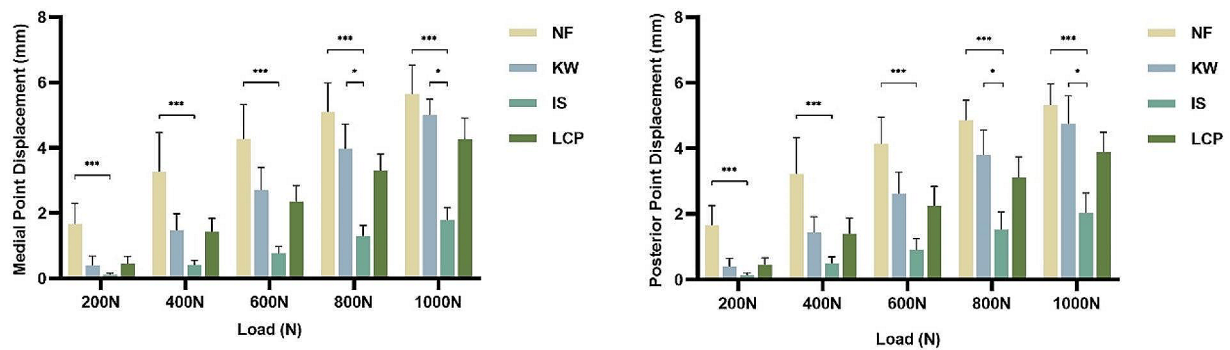 Medial Point Displacement (mm)
8
6
4
2
0
***
***
***
***
*
***
*
200N 400N 600N 800N 1000N
Load (N)
NF
KW
IS
LCP
Posterior Point Displacement (mm)
8
6
4
2
0
***
***
***
***
*
***
*
200N 400N 600N 800N 1000N
Load (N)
NF
KW
IS
LCP